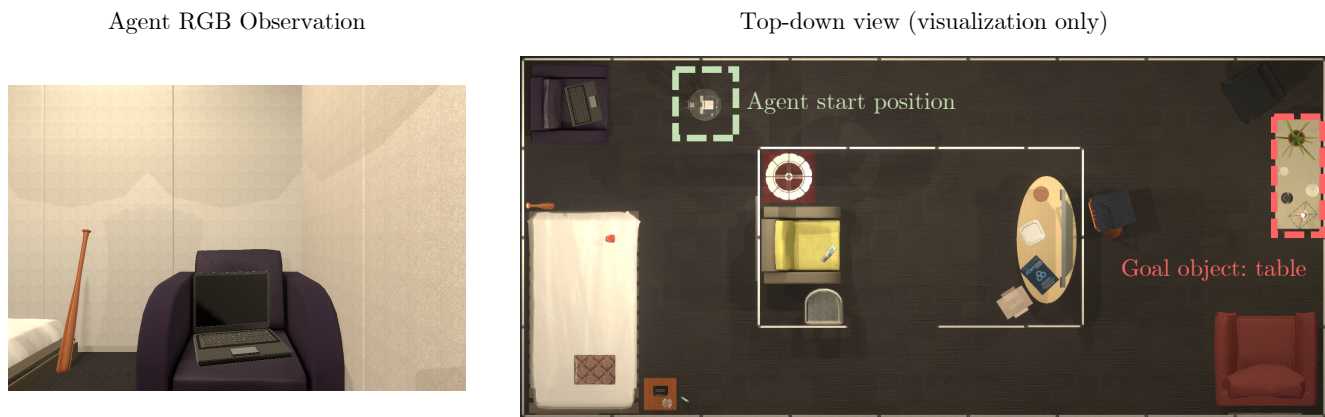 Agent RGB Observation
Top-down view (visualization only)
Agent start position
Goal object: table